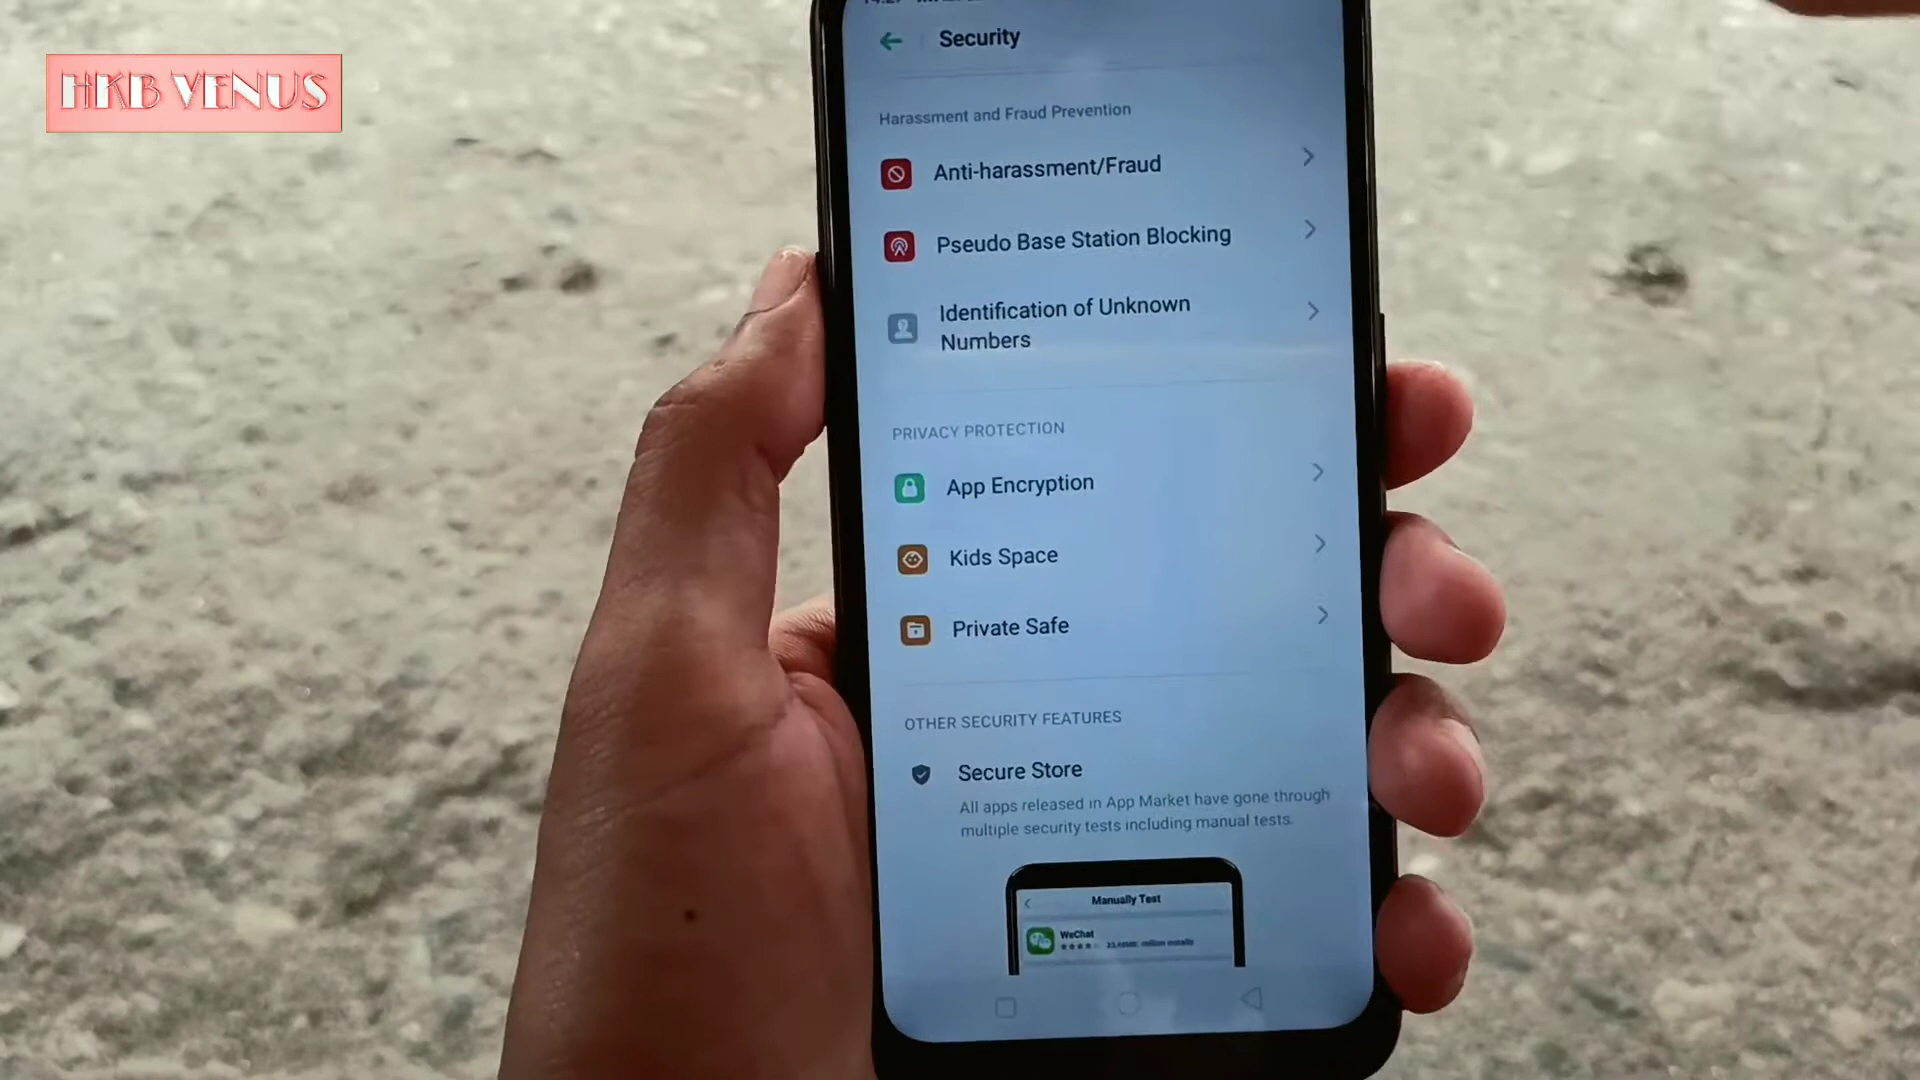 HKB VENUS
Security
Harassment and Fraud Prevention
Anti-harassment/Fraud
Pseudo Base Station Blocking
Identification of Unknown
Numbers
PRIVACY PROTECTION
App Encryption
Kids Space
Private Safe
OTHER SECURITY FEATURES
Secure Store
All apps released in App Market have gone through
multiple security tests including manual tests.
Manually Test
WeChat
million installs